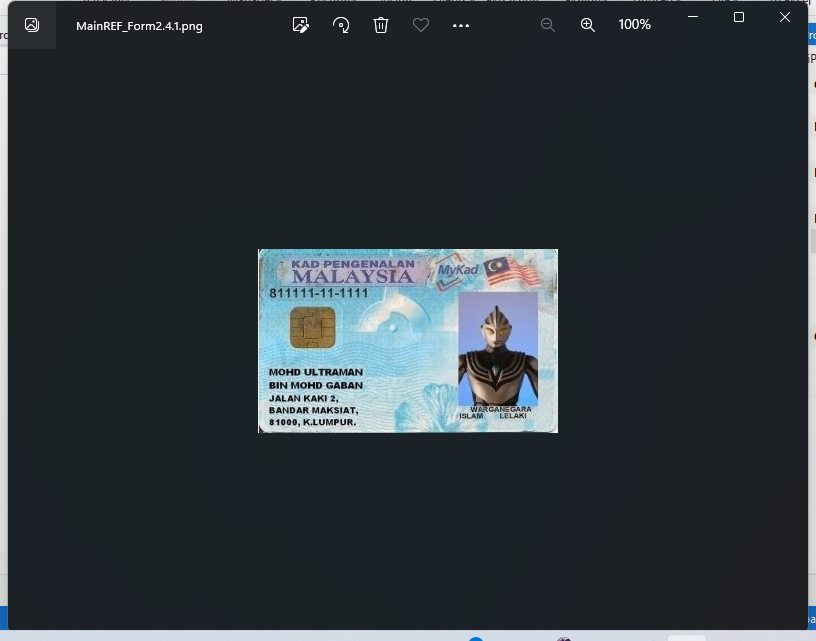 MainREF_Form2.4.1.png
100%
KAD PENGENALAN
MALAYSIA
MyKad
811111-11-1111
MOHD ULTRAMAN
BIN MOHD GABAN
JALAN KAKI 2,
BANDAR MAKSIAT,
81000, K.LUMPUR.
WARGANEGARA
ISLAM LELAKI